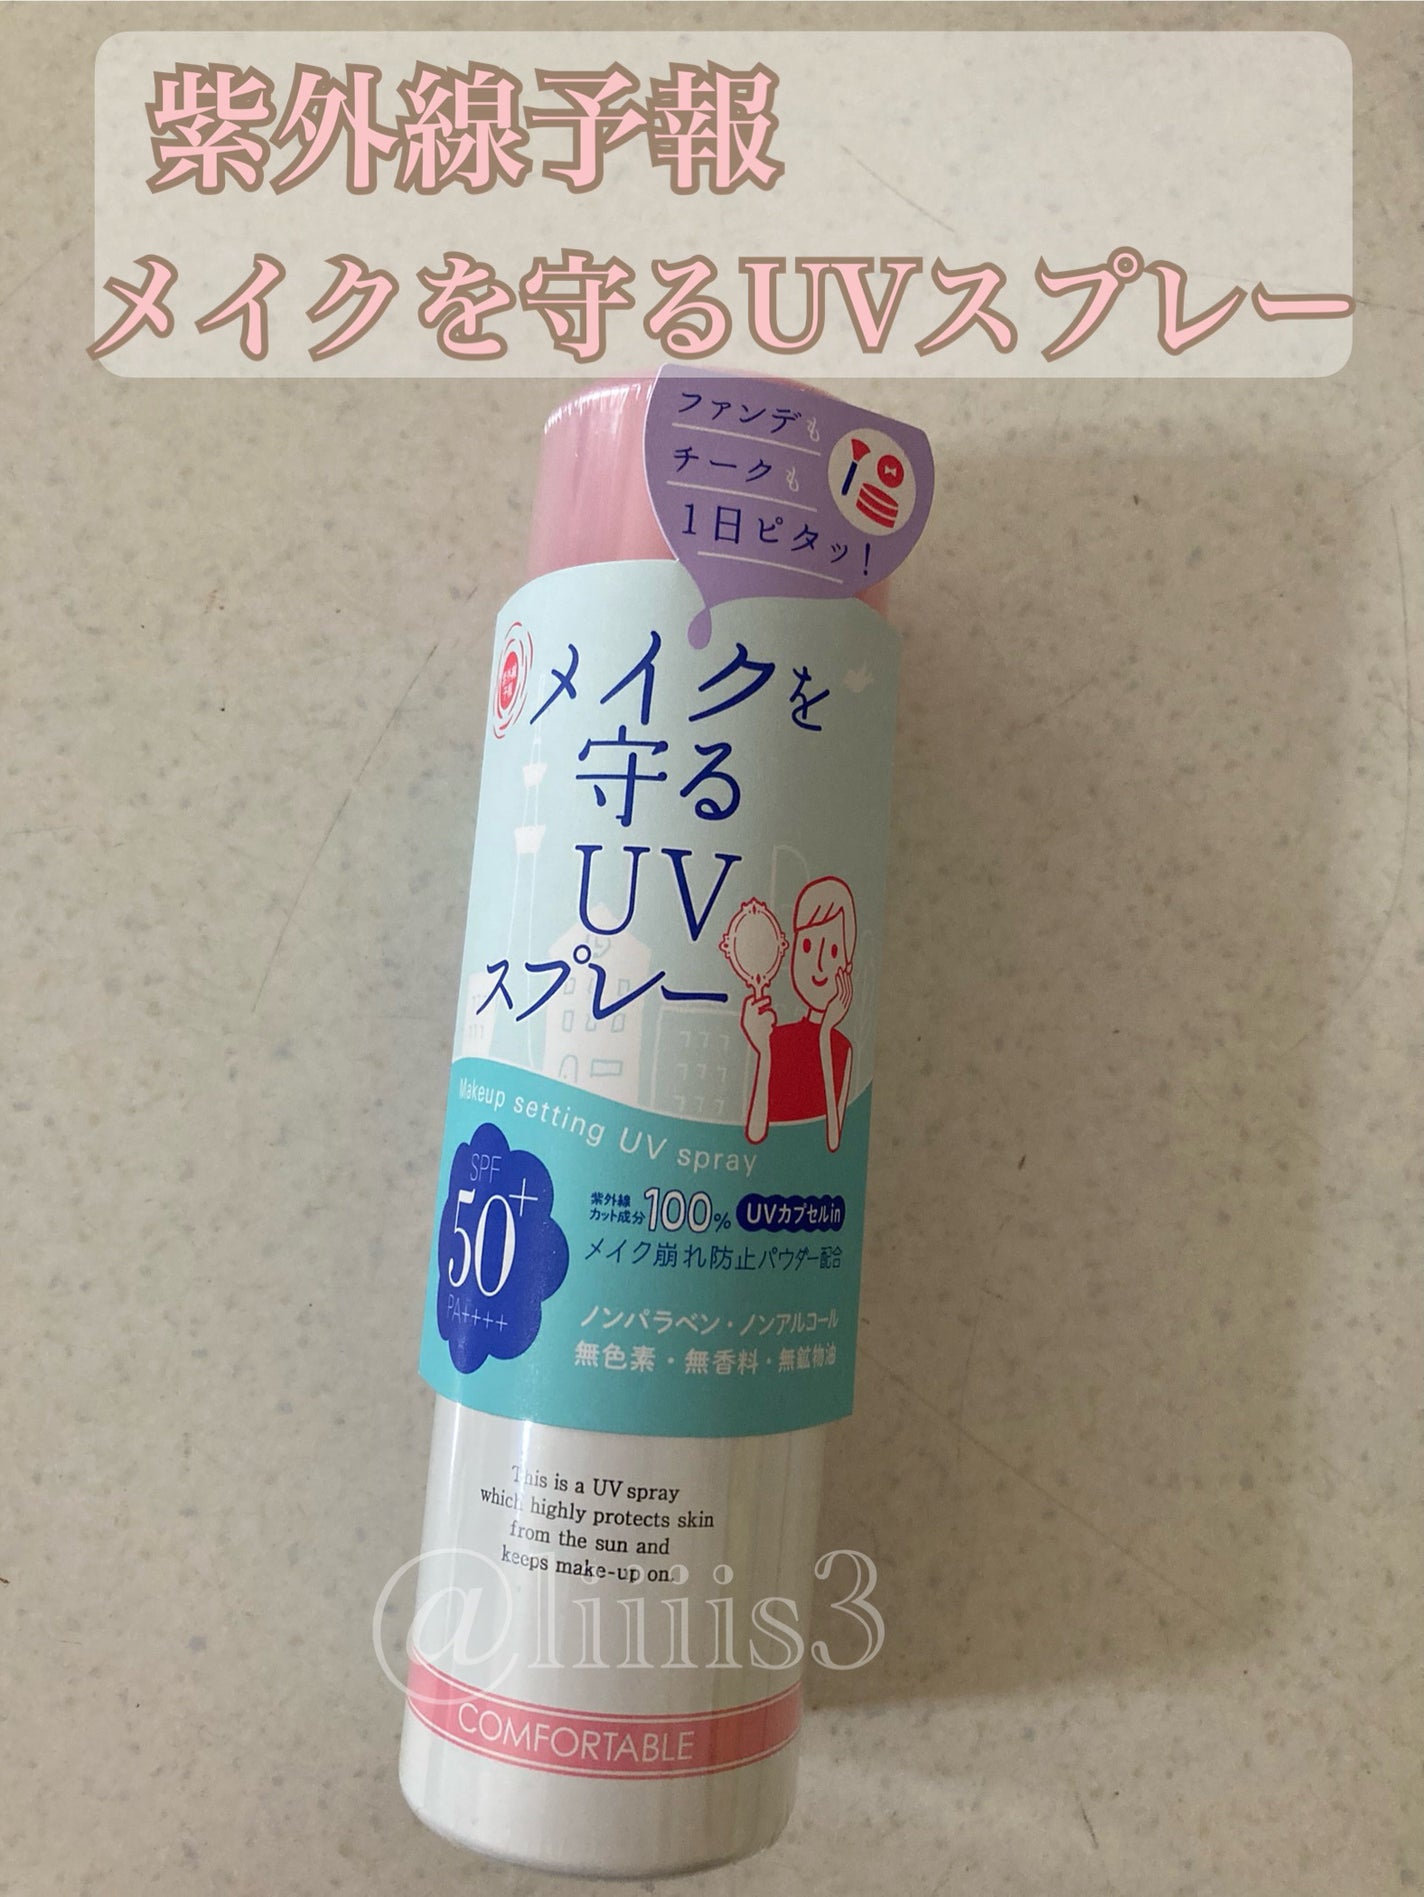 紫外線予報
メイクを守るUVスプレー
ファンデも
チークも
1日ピタッ!
紫外線
予報
メイクを
守る
UV
スプレー
Makeup setting UV spray
SPF
50+
PA++++
紫外線
カット成分100% UVカプセルin
メイク崩れ防止パウダー配合
ノンパラベン・ノンアルコール
無色素・無香料・無鉱物油
This is a UV spray
which highly protects skin
from the sun and
keeps make-up on.
@liiiis3
COMFORTABLE